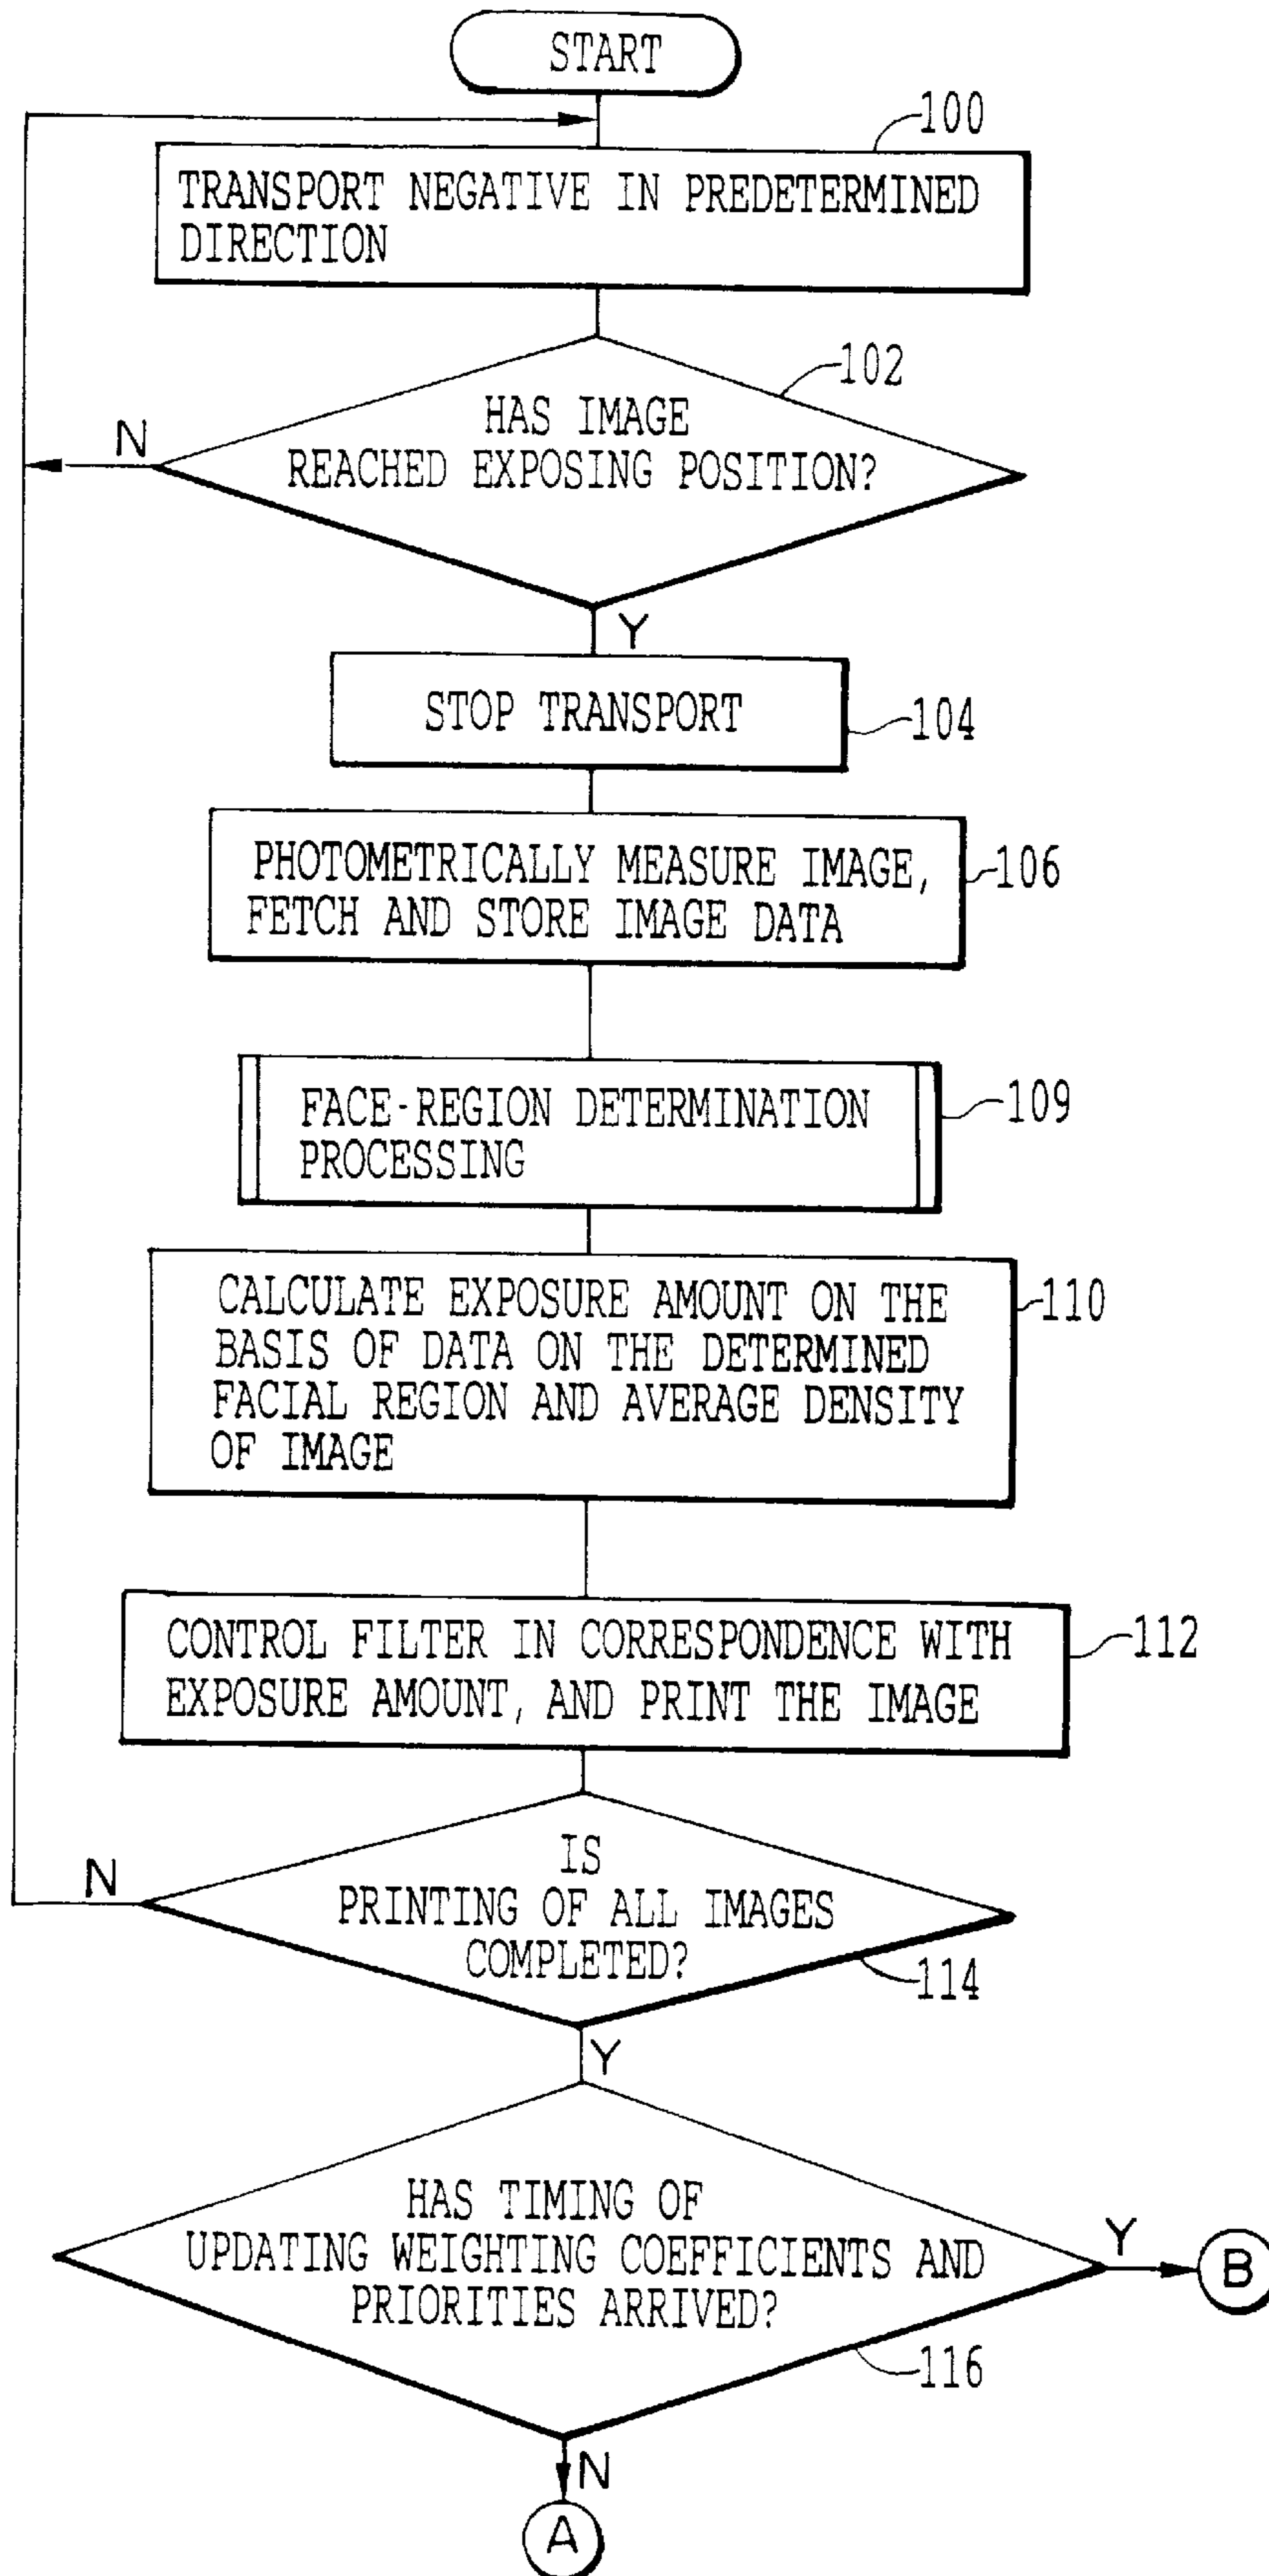 START
100
TRANSPORT NEGATIVE IN PREDETERMINED
DIRECTION
102
HAS IMAGE
REACHED EXPOSING POSITION?
N
Y
STOP TRANSPORT
104
PHOTOMETRICALLY MEASURE IMAGE,
FETCH AND STORE IMAGE DATA
106
FACE-REGION DETERMINATION
PROCESSING
109
CALCULATE EXPOSURE AMOUNT ON THE
BASIS OF DATA ON THE DETERMINED
FACIAL REGION AND AVERAGE DENSITY
OF IMAGE
110
CONTROL FILTER IN CORRESPONDENCE WITH
EXPOSURE AMOUNT, AND PRINT THE IMAGE
112
IS
PRINTING OF ALL IMAGES
COMPLETED?
N
114
Y
HAS TIMING OF
UPDATING WEIGHTING COEFFICIENTS AND
PRIORITIES ARRIVED?
Y
B
116
N
A